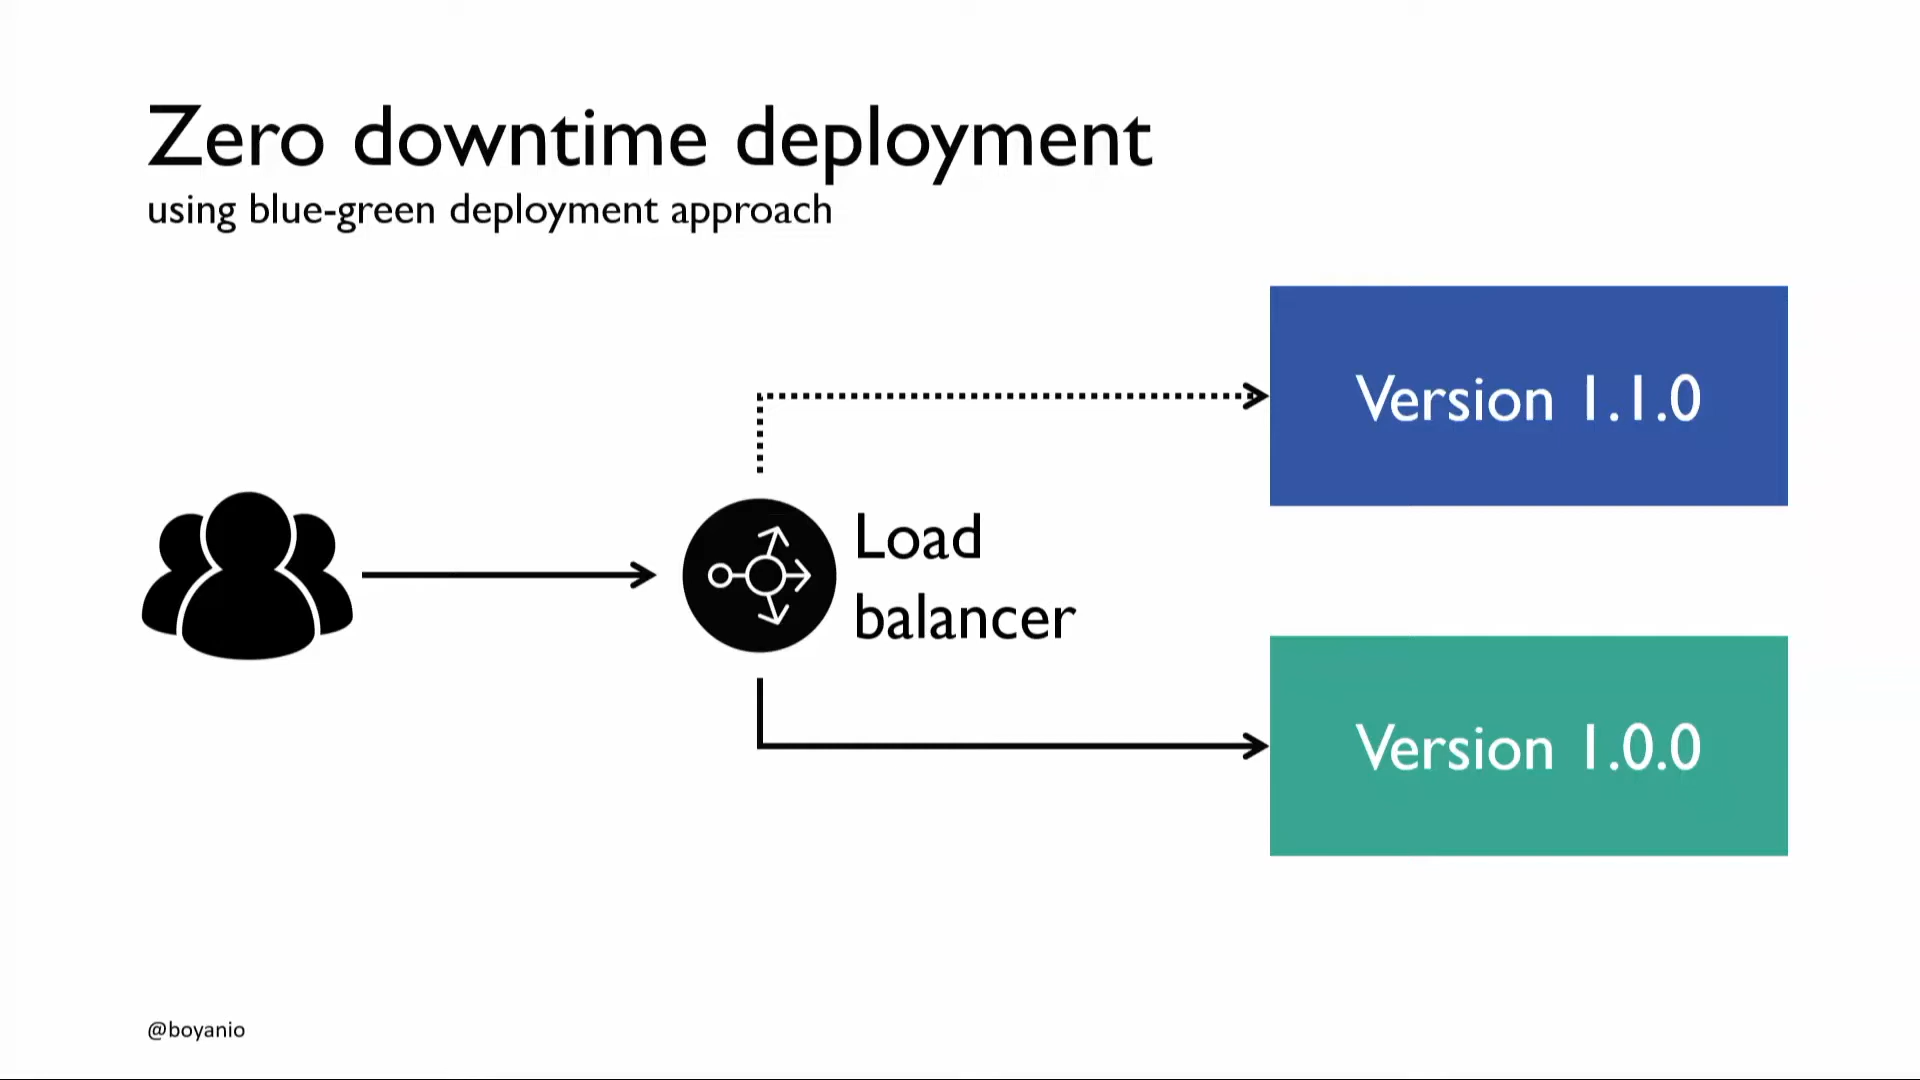 Zero downtime deployment
using blue-green deployment approach
Version 1.1.0
Load
balancer
Version 1.0.0
@boyanio